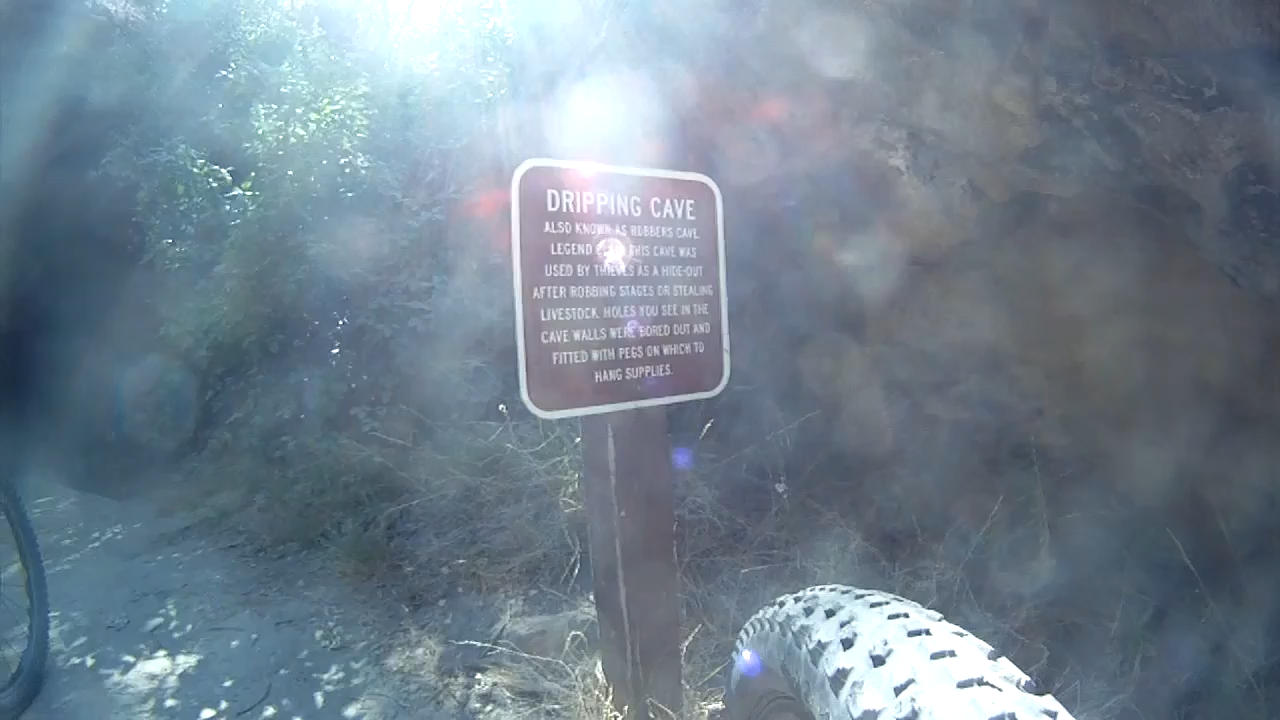 DRIPPING CAVE
ALSO KNOWN AS ROBBERS CAVE.
LEGEND THIS CAVE WAS
USED BY THIEVES AS A HIDE-OUT
AFTER ROBBING STAGES OR STEALING
LIVESTOCK. HOLES YOU SEE IN THE
CAVE WALLS WERE BORED OUT AND
FITTED WITH PEGS ON WHICH TO
HANG SUPPLIES.